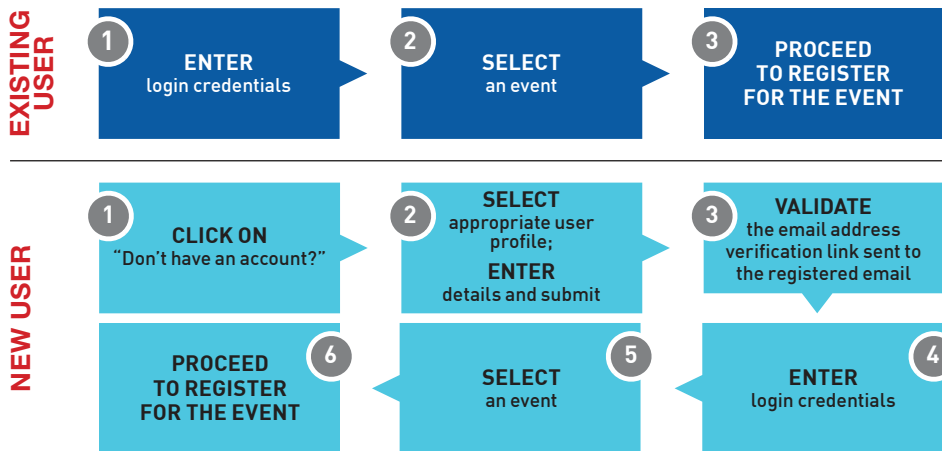 EXISTING
USER
1
ENTER
login credentials
2
SELECT
an event
3
PROCEED
TO REGISTER
FOR THE EVENT
NEW USER
1
CLICK ON
“Don’t have an account?”
2
SELECT
appropriate user
profile;
ENTER
details and submit
3
VALIDATE
the email address
verification link sent to
the registered email
4
ENTER
login credentials
5
SELECT
an event
6
PROCEED
TO REGISTER
FOR THE EVENT